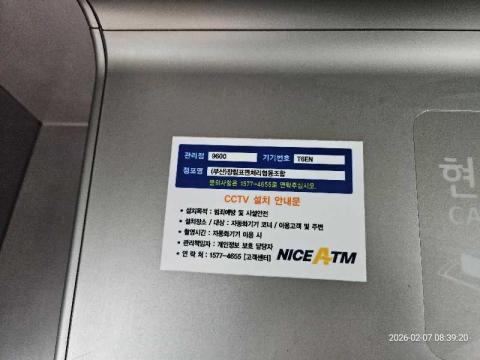 관리점 9600 기기번호 T6EN
점포명 (부산)장림표면처리협동조합
문의사항은 1577-4655로 연락주십시오.
CCTV 설치 안내문
• 설치목적 : 범죄예방 및 시설안전
• 설치장소 / 대상 : 자동화기기 코너 / 이용고객 및 주변
• 촬영시간 : 자동화기기 이용 시
• 관리책임자 : 개인정보 보호 담당자
• 연 락 처 : 1577-4655 [고객센터]
NICE ATM
현
CA
2026-02-07 08:39:20